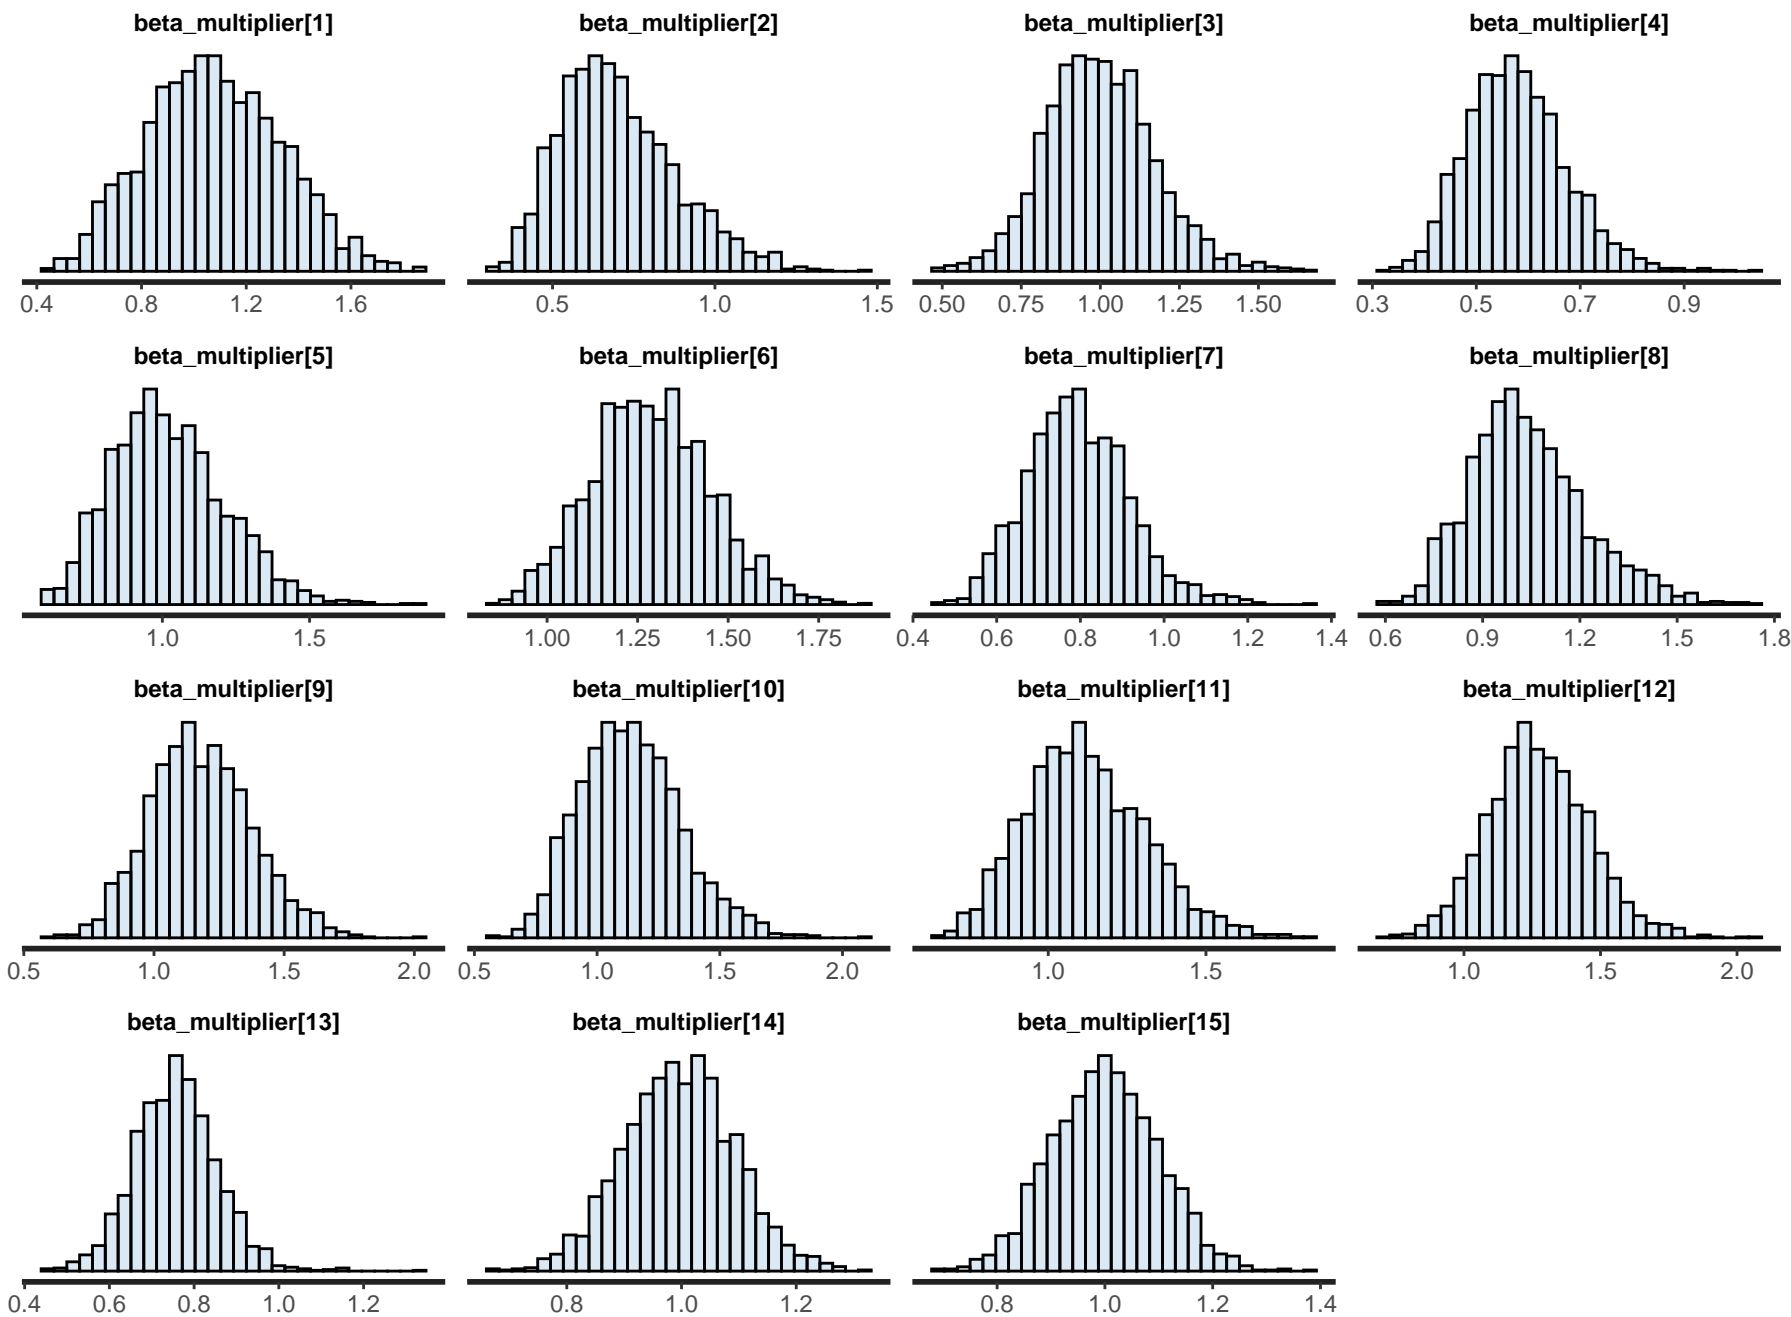 beta_multiplier[1] beta_multiplier[2] beta_multiplier[3] beta_multiplier[4]
0.4 0.8 1.2 1.6 0.5 1.0 1.5 0.50 0.75 1.00 1.25 1.50 0.3 0.5 0.7 0.9
beta_multiplier[5] beta_multiplier[6] beta_multiplier[7] beta_multiplier[8]
1.0 1.5 1.00 1.25 1.50 1.75 0.4 0.6 0.8 1.0 1.2 1.4 0.6 0.9 1.2 1.5 1.8
beta_multiplier[9] beta_multiplier[10] beta_multiplier[11] beta_multiplier[12]
0.5 1.0 1.5 2.0 0.5 1.0 1.5 2.0 1.0 1.5 1.0 1.5 2.0
beta_multiplier[13] beta_multiplier[14] beta_multiplier[15]
0.4 0.6 0.8 1.0 1.2 0.8 1.0 1.2 0.8 1.0 1.2 1.4